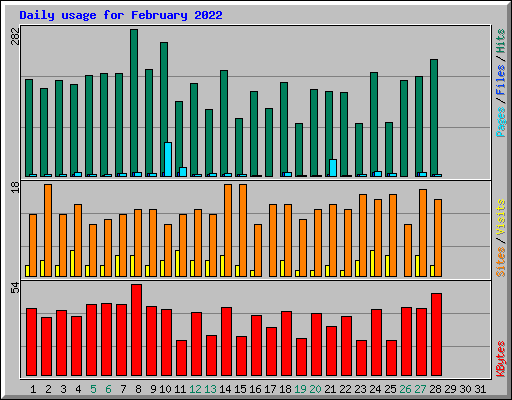 Daily usage for February 2022
282
Pages / Files / Hits
18
Sites / Visits
54
KBytes
1 2 3 4 5 6 7 8 9 10 11 12 13 14 15 16 17 18 19 20 21 22 23 24 25 26 27 28 29 30 31